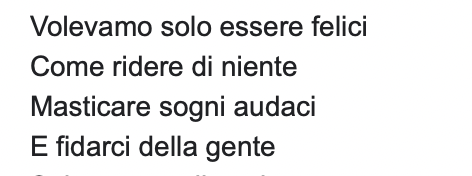 Volevamo solo essere felici
Come ridere di niente
Masticare sogni audaci
E fidarci della gente